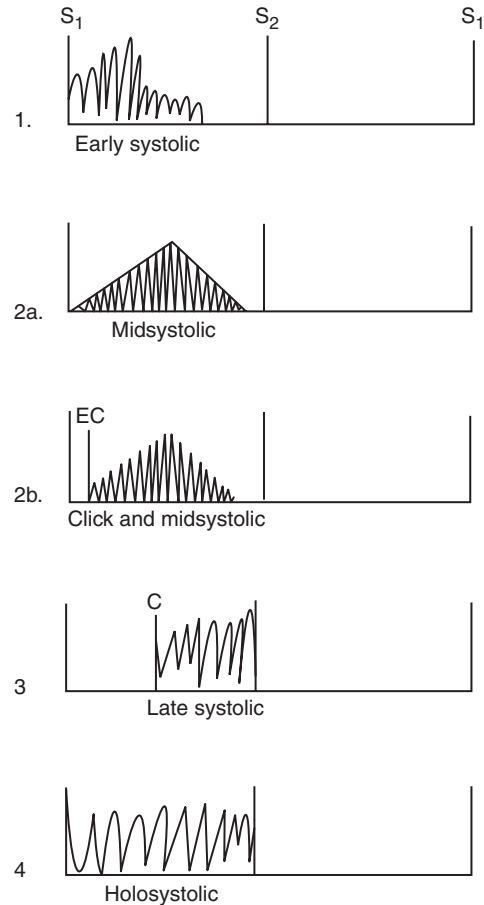 S1 S2 S1
1.
Early systolic
2a.
Midsystolic
EC
2b.
Click and midsystolic
C
3
Late systolic
4
Holosystolic